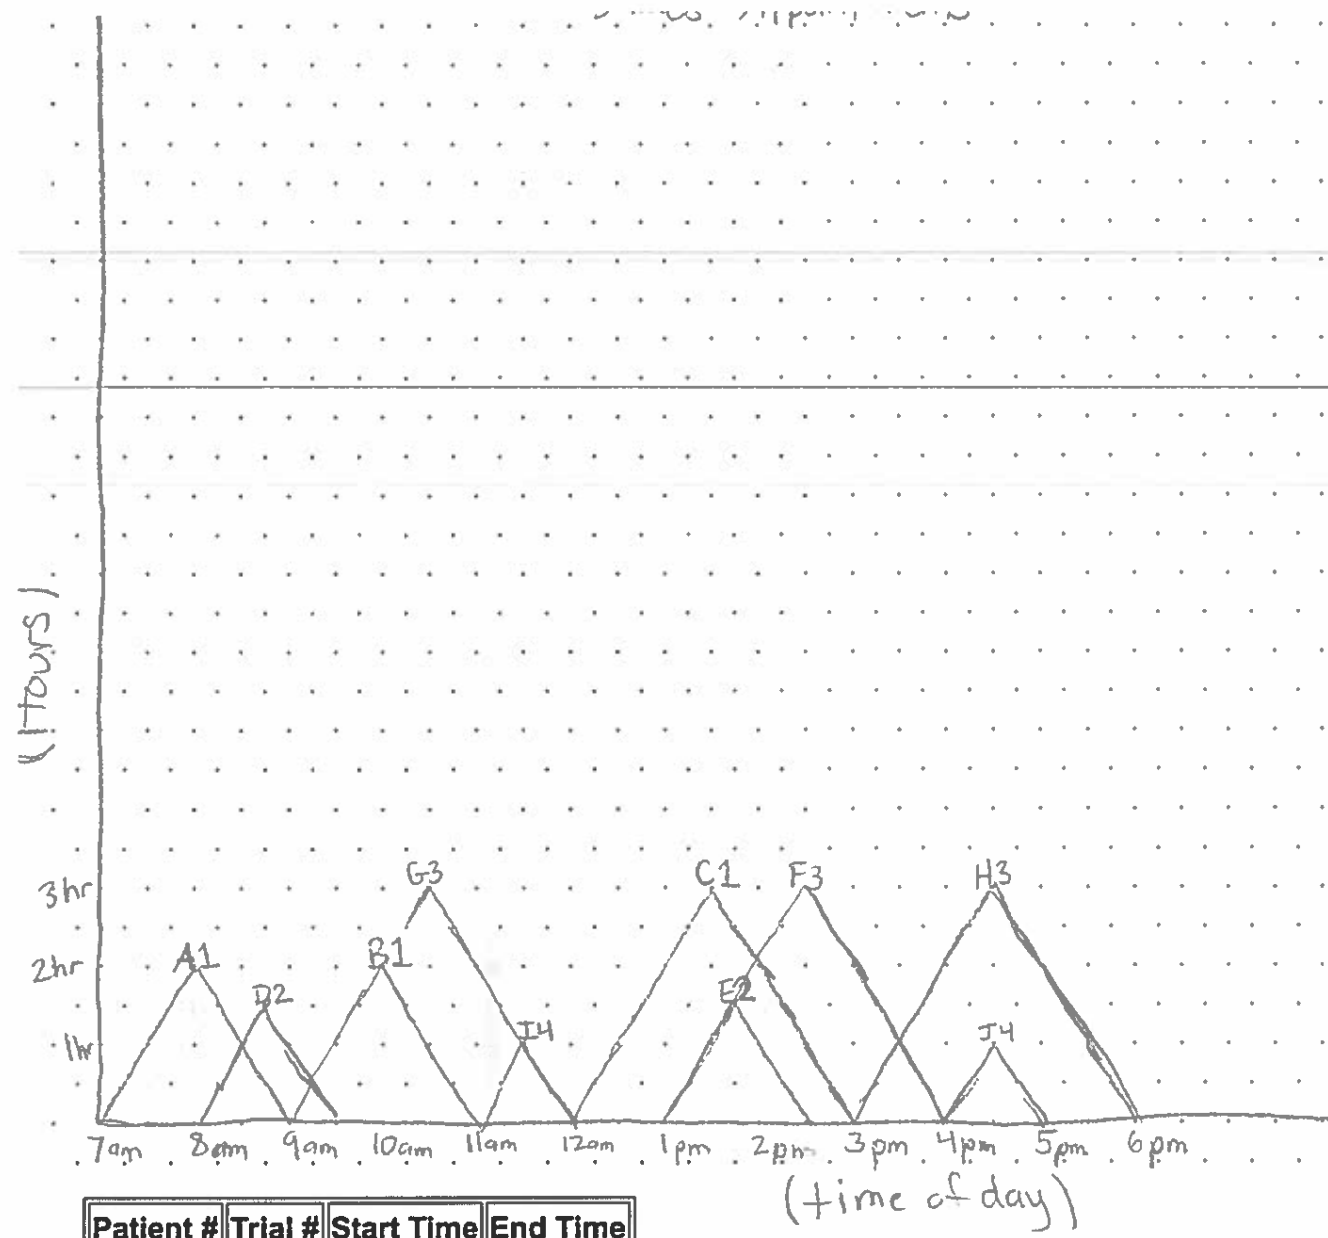 (Hours)
G3 C1 F3 H3
3hr
A1 B1
2hr
D2 E2
I4 J4
1hr
7am 8am 9am 10am 11am 12am 1pm 2pm 3pm 4pm 5pm 6pm
(time of day)
Patient # Trial # Start Time End Time